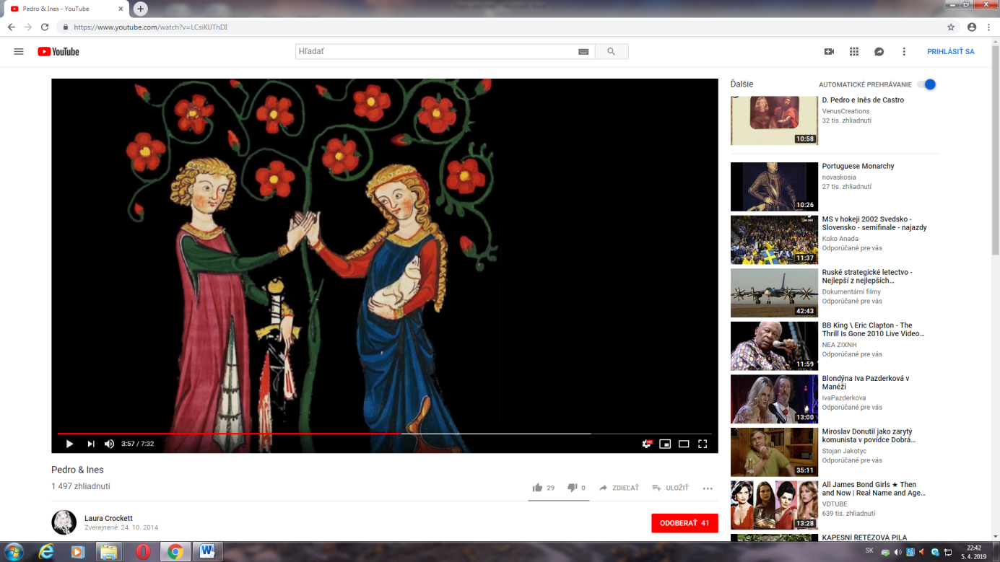 Pedro & Ines - YouTube
https://www.youtube.com/watch?v=LCsiKlJThDI
YouTube
Hľadať
PRIHLÁSIŤ SA
3:57 / 7:32
HD
Pedro & Ines
1 497 zhliadnutí
29
0
ZDIEĽAŤ
ULOŽIŤ
Laura Crockett
Zverejnené: 24. 10. 2014
ODOBERAŤ 41
Ďalšie
AUTOMATICKÉ PREHRÁVANIE
10:58
D. Pedro e Inês de Castro
VenusCreations
32 tis. zhliadnutí
10:26
Portuguese Monarchy
novaskosia
27 tis. zhliadnutí
11:37
MS v hokeji 2002 Svedsko -
Slovensko - semifinale - najazdy
Koko Anada
Odporúčané pre vás
42:43
Ruské strategické letectvo -
Nejlepší z nejlepších...
Dokumentární filmy
Odporúčané pre vás
11:59
BB King \ Eric Clapton - The
Thrill Is Gone 2010 Live Video...
NEA ZIXNH
Odporúčané pre vás
13:00
Blondýna Iva Pazderková v
Manéži
IvaPazderkova
Odporúčané pre vás
35:11
Miroslav Donutil jako zarytý
komunista v povídce Dobrá...
Stojan Jakotyc
Odporúčané pre vás
13:28
All James Bond Girls ★ Then
and Now | Real Name and Age...
VDTUBE
639 tis. zhliadnutí
KAPESNÍ ŘETĚZOVÁ PILA
SK
22:42
5. 4. 2019